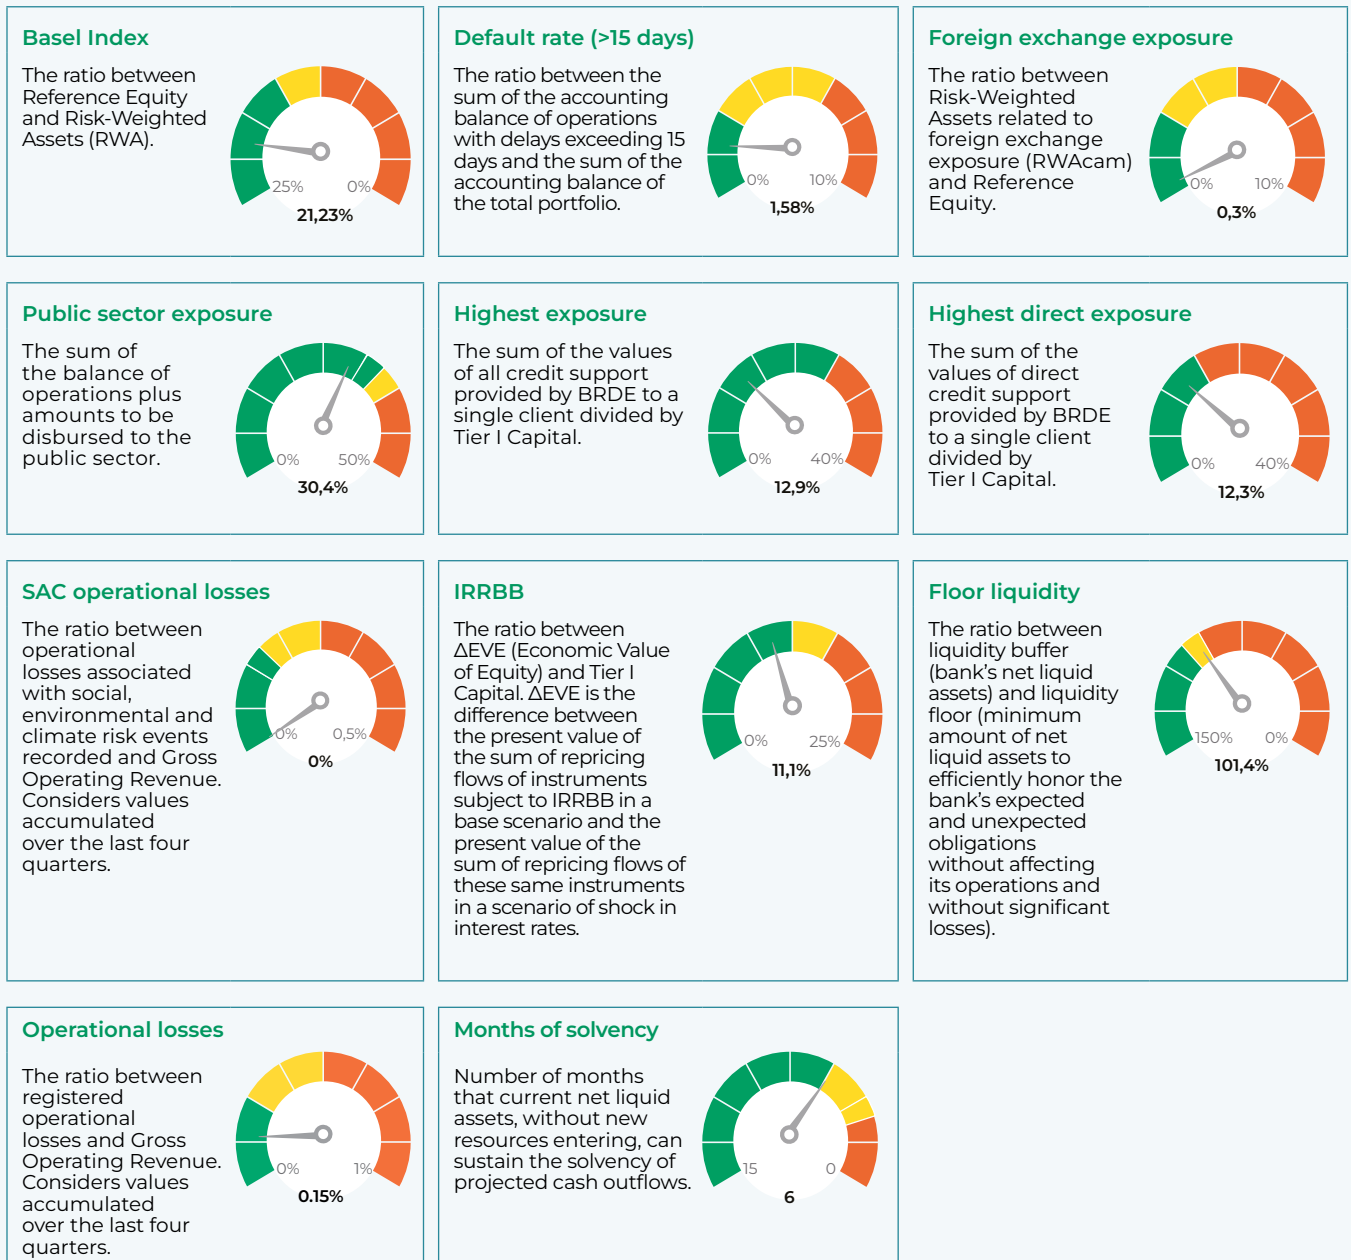 Basel Index
The ratio between
Reference Equity
and Risk-Weighted
Assets (RWA).
25%
0%
21,23%
Default rate (>15 days)
The ratio between the
sum of the accounting
balance of operations
with delays exceeding 15
days and the sum of the
accounting balance of
the total portfolio.
0%
10%
1,58%
Foreign exchange exposure
The ratio between
Risk-Weighted
Assets related to
foreign exchange
exposure (RWAcam)
and Reference
Equity.
0%
10%
0,3%
Public sector exposure
The sum of
the balance of
operations plus
amounts to be
disbursed to the
public sector.
0%
50%
30,4%
Highest exposure
The sum of the values
of all credit support
provided by BRDE to a
single client divided by
Tier I Capital.
0%
40%
12,9%
Highest direct exposure
The sum of the
values of direct
credit support
provided by BRDE
to a single client
divided by
Tier I Capital.
0%
40%
12,3%
SAC operational losses
The ratio between
operational
losses associated
with social,
environmental and
climate risk events
recorded and Gross
Operating Revenue.
Considers values
accumulated
over the last four
quarters.
0%
0,5%
0%
IRRBB
The ratio between
ΔEVE (Economic Value
of Equity) and Tier I
Capital. ΔEVE is the
difference between
the present value of
the sum of repricing
flows of instruments
subject to IRRBB in a
base scenario and the
present value of the
sum of repricing flows of
these same instruments
in a scenario of shock in
interest rates.
0%
25%
11,1%
Floor liquidity
The ratio between
liquidity buffer
(bank's net liquid
assets) and liquidity
floor (minimum
amount of net
liquid assets to
efficiently honor the
bank's expected
and unexpected
obligations
without affecting
its operations and
without significant
losses).
150%
0%
101,4%
Operational losses
The ratio between
registered
operational
losses and Gross
Operating Revenue.
Considers values
accumulated
over the last four
quarters.
0%
1%
0.15%
Months of solvency
Number of months
that current net liquid
assets, without new
resources entering, can
sustain the solvency of
projected cash outflows.
15
0
6